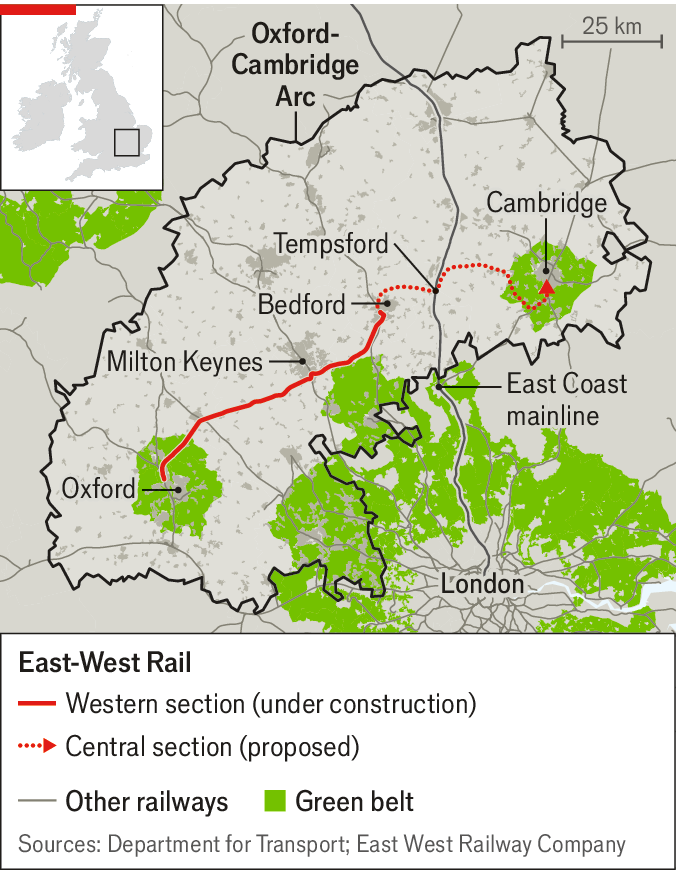 25 km
Oxford-
Cambridge
Arc
Cambridge
Tempsford
Bedford
Milton Keynes
East Coast
mainline
Oxford
London
East-West Rail
Western section (under construction)
Central section (proposed)
Other railways
Green belt
Sources: Department for Transport; East West Railway Company